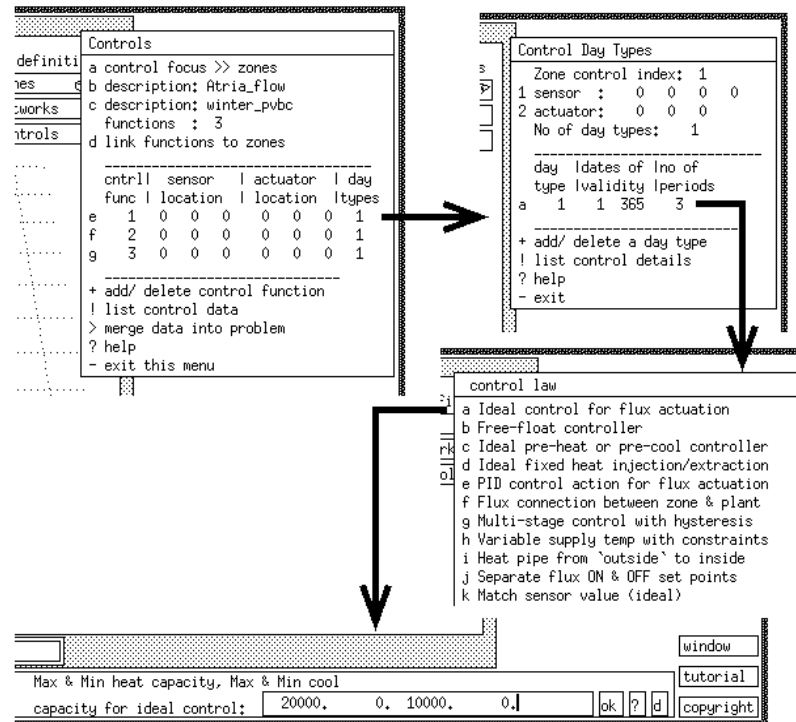 Controls
a control focus >> zones
b description: Atria_flow
c description: winter_pvbc
functions : 3
d link functions to zones
cntrl| sensor | actuator | day
func | location | location |types
e 1 0 0 0 0 0 0 1
f 2 0 0 0 0 0 0 1
g 3 0 0 0 0 0 0 1
+ add/ delete control function
! list control data
> merge data into problem
? help
- exit this menu
definiti
nes
tworks
ntrols
Control Day Types
Zone control index: 1
1 sensor : 0 0 0 0
2 actuator: 0 0 0
No of day types: 1
day |dates of |no of
type |validity |periods
a 1 1 365 3
+ add/ delete a day type
! list control details
? help
- exit
control law
a Ideal control for flux actuation
b Free-float controller
c Ideal pre-heat or pre-cool controller
d Ideal fixed heat injection/extraction
e PID control action for flux actuation
f Flux connection between zone & plant
g Multi-stage control with hysteresis
h Variable supply temp with constraints
i Heat pipe from `outside` to inside
j Separate flux ON & OFF set points
k Match sensor value (ideal)
window
Max & Min heat capacity, Max & Min cool
tutorial
capacity for ideal control: 20000. 0. 10000. 0.
ok ? d
copyright